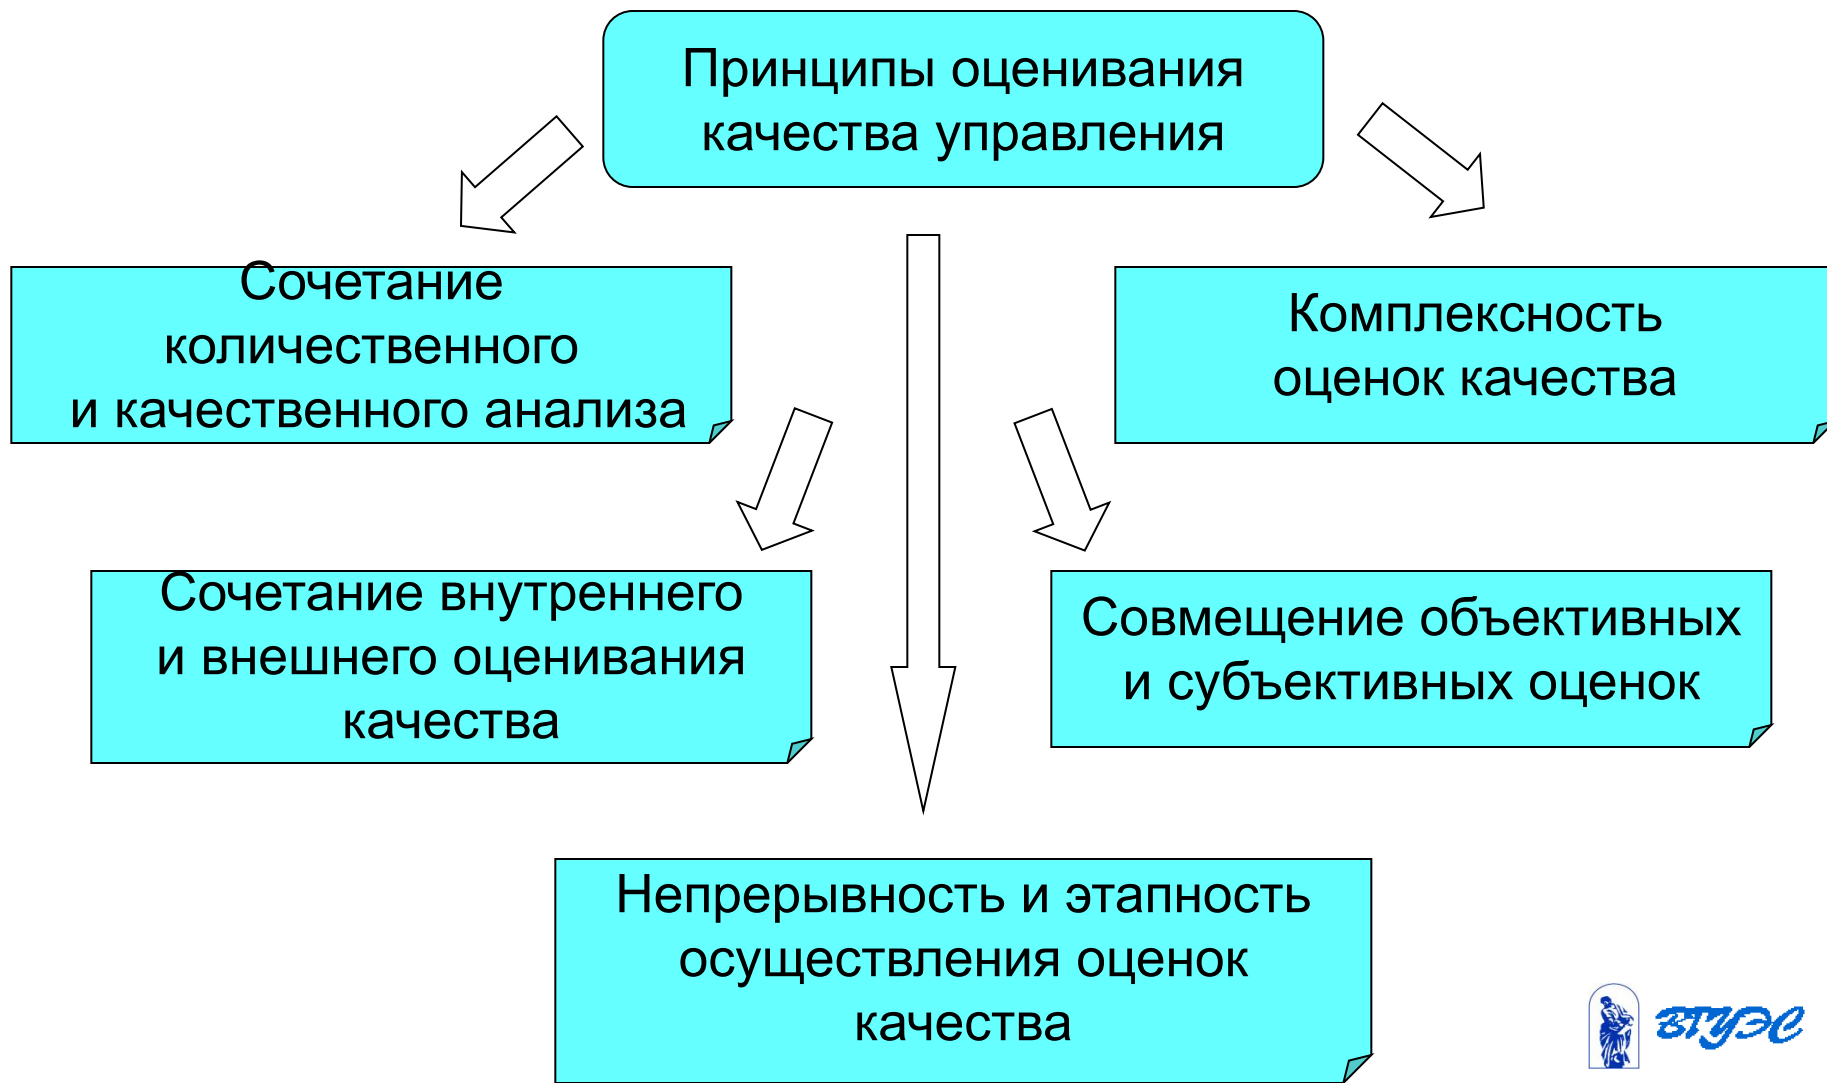 Принципы оценивания
качества управления
Сочетание
количественного
и качественного анализа
Комплексность
оценок качества
Сочетание внутреннего
и внешнего оценивания
качества
Совмещение объективных
и субъективных оценок
Непрерывность и этапность
осуществления оценок
качества
ВГУЭС